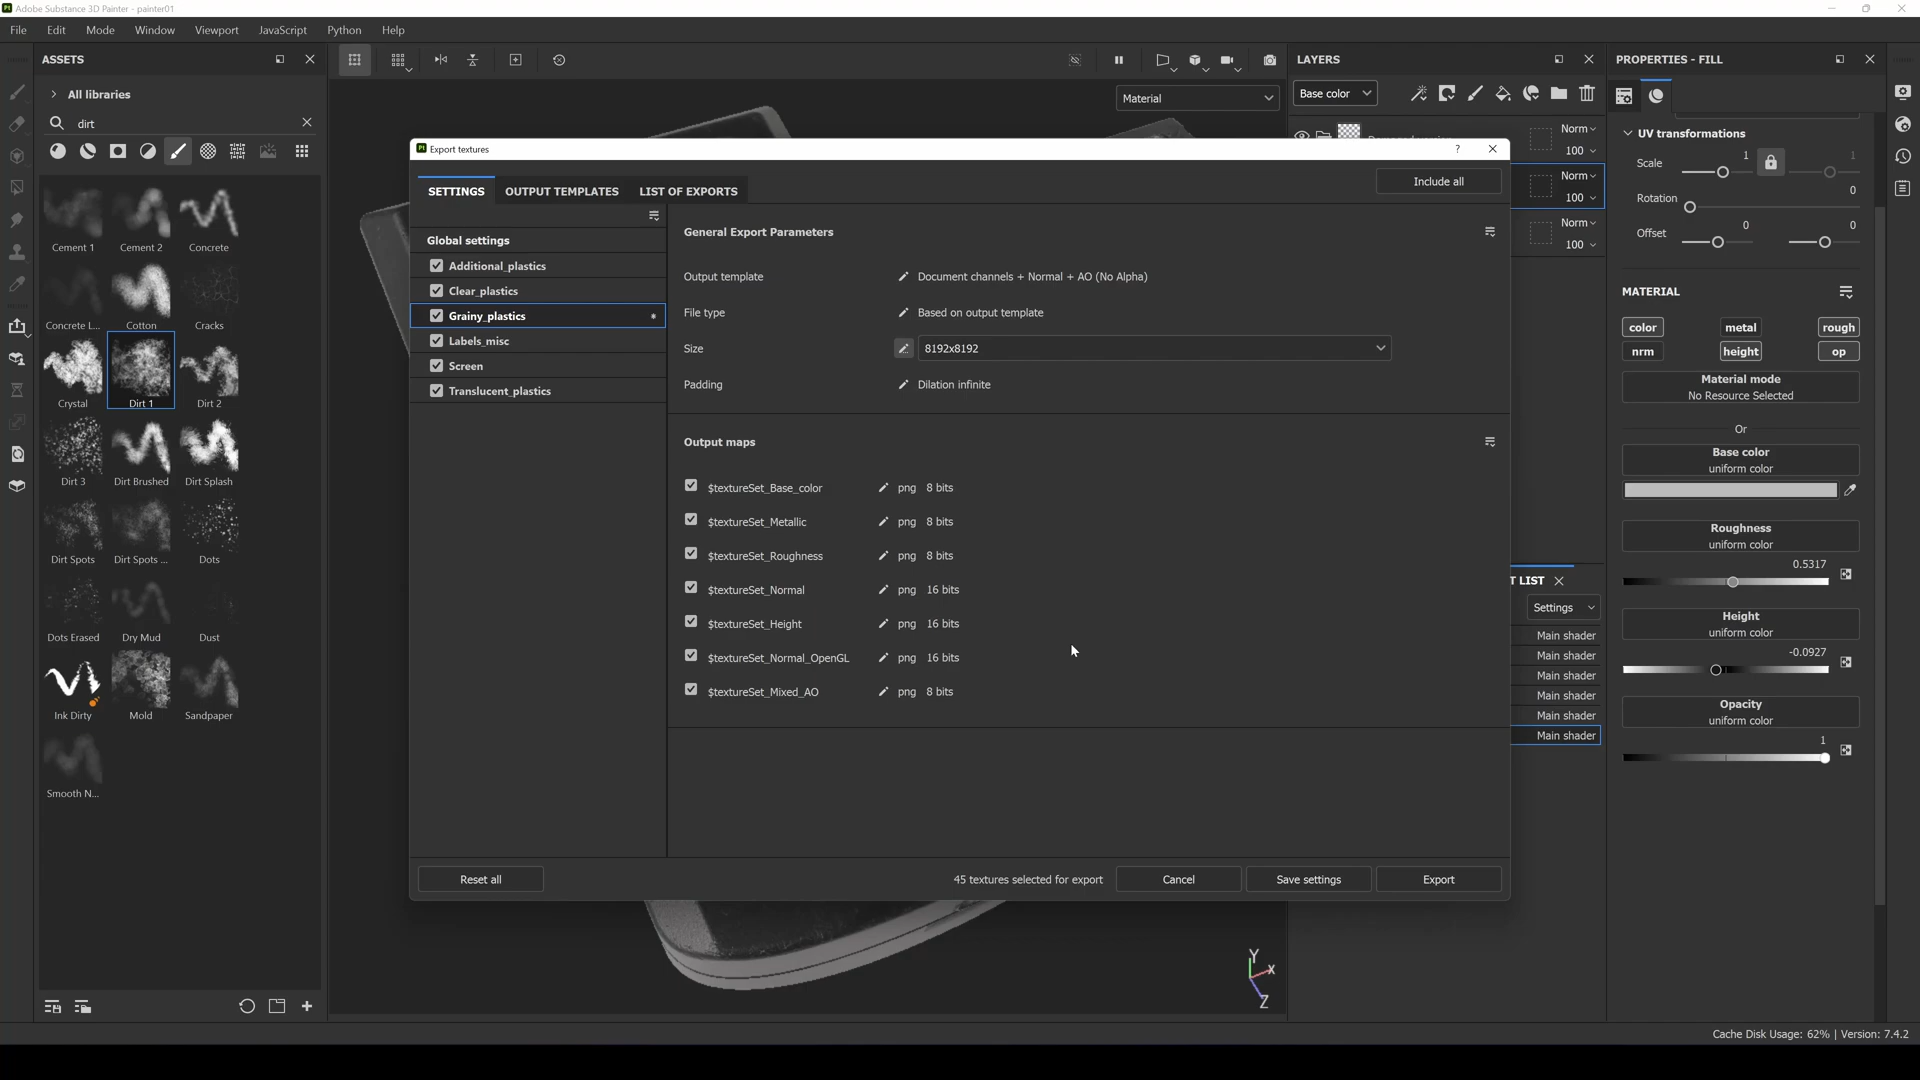 Adobe Substance 3D Painter - painter01
File Edit Mode Window Viewport JavaScript Python Help
ASSETS
All libraries
dirt
Cement 1 Cement 2 Concrete
Concrete L... Cotton Cracks
Crystal Dirt 1 Dirt 2
Dirt 3 Dirt Brushed Dirt Splash
Dirt Spots Dirt Spots ... Dots
Dots Erased Dry Mud Dust
Ink Dirty Mold Sandpaper
Smooth N...
Material
Export textures
?
SETTINGS OUTPUT TEMPLATES LIST OF EXPORTS
Include all
Global settings
Additional_plastics
Clear_plastics
Grainy_plastics *
Labels_misc
Screen
Translucent_plastics
General Export Parameters
Output template Document channels + Normal + AO (No Alpha)
File type Based on output template
Size 8192x8192
Padding Dilation infinite
Output maps
$textureSet_Base_color png 8 bits
$textureSet_Metallic png 8 bits
$textureSet_Roughness png 8 bits
$textureSet_Normal png 16 bits
$textureSet_Height png 16 bits
$textureSet_Normal_OpenGL png 16 bits
$textureSet_Mixed_AO png 8 bits
Reset all
45 textures selected for export
Cancel
Save settings
Export
Y
X
Z
LAYERS
Base color
Norm
100
Norm
100
Norm
100
T LIST
Settings
Main shader
Main shader
Main shader
Main shader
Main shader
Main shader
PROPERTIES - FILL
UV transformations
Scale 1 1
Rotation 0
Offset 0 0
MATERIAL
color metal rough
nrm height op
Material mode
No Resource Selected
Or
Base color
uniform color
Roughness
uniform color
0.5317
Height
uniform color
-0.0927
Opacity
uniform color
1
Cache Disk Usage: 62% | Version: 7.4.2